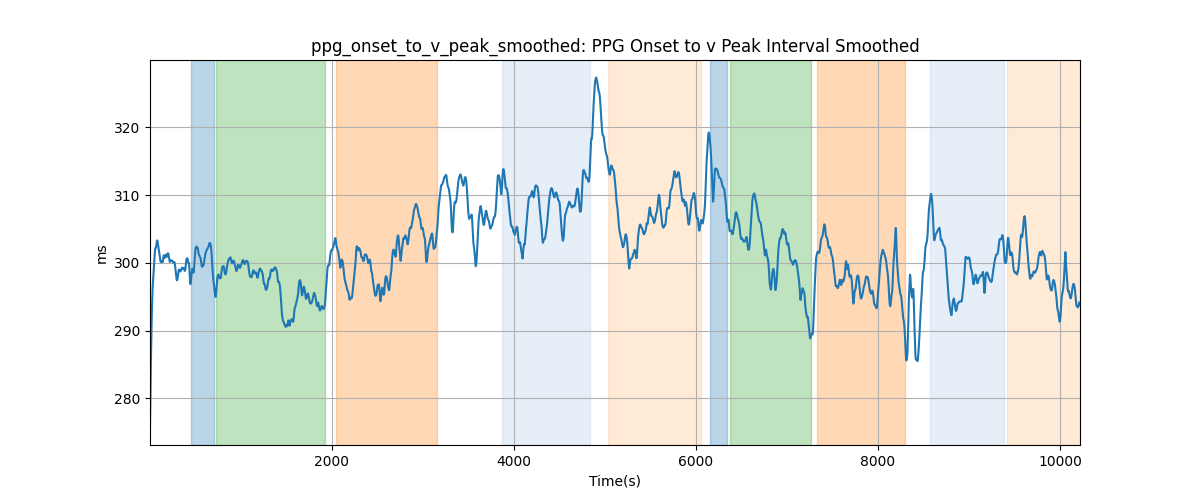 ppg_onset_to_v_peak_smoothed: PPG Onset to v Peak Interval Smoothed
320
310
300
290
280
ms
2000 4000 6000 8000 10000
Time(s)